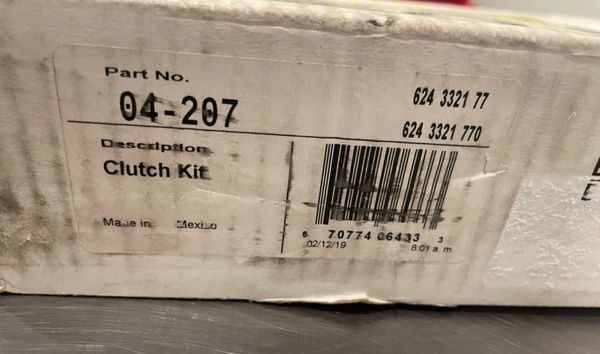 Part No.
04-207
624 3321 77
624 3321 770
Description
Clutch Kit
Made in Mexico
6 70774 06433 3
02/12/19 8:01 a.m.